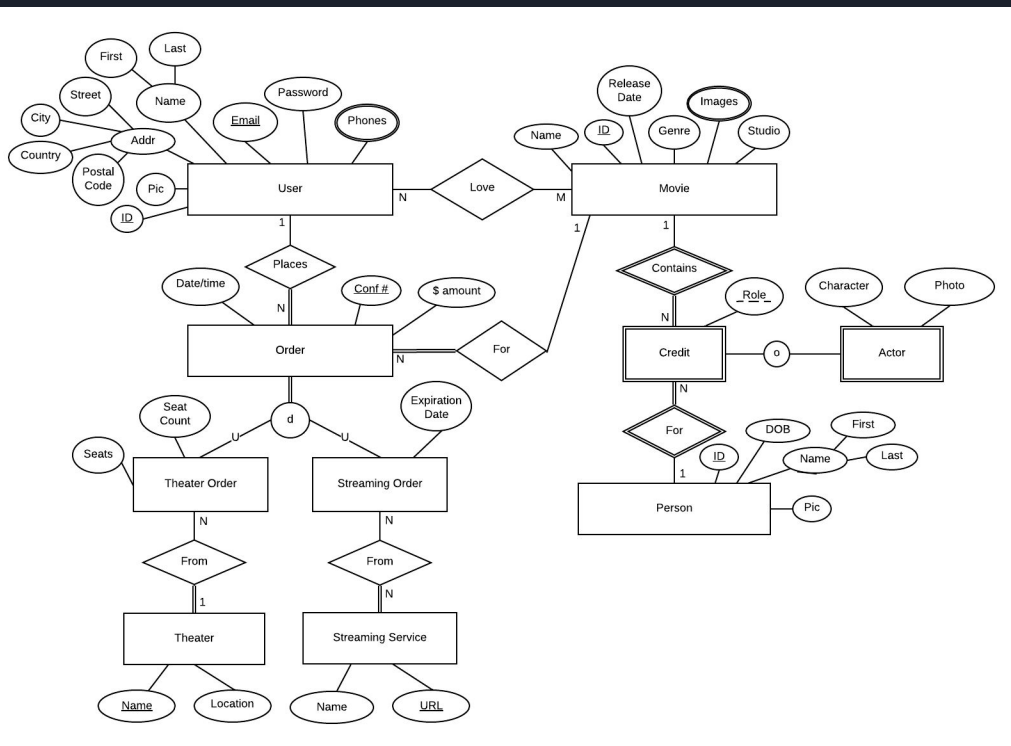 First
Last
Street
Name
City
Addr
Country
Postal
Code
Pic
ID
Email
Password
Phones
User
N
Love
M
Name
ID
Release
Date
Genre
Images
Studio
Movie
1
Places
N
1
1
Contains
N
Date/time
Conf #
$ amount
Order
N
For
Role
Character
Photo
Credit
o
Actor
N
For
1
d
U
U
Seat
Count
Seats
Expiration
Date
Theater Order
Streaming Order
ID
DOB
Name
First
Last
Person
Pic
N
From
1
N
From
N
Theater
Streaming Service
Name
Location
Name
URL